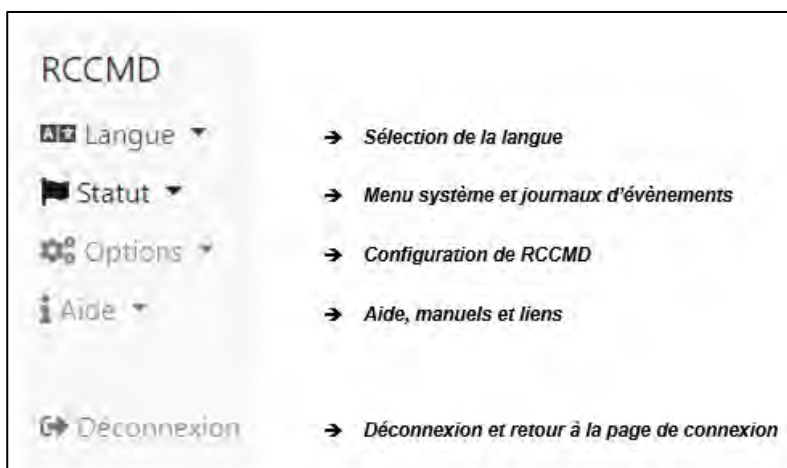 RCCMD
Langue → Sélection de la langue
Statut → Menu système et journaux d'évènements
Options → Configuration de RCCMD
Aide → Aide, manuels et liens
Déconnexion → Déconnexion et retour à la page de connexion